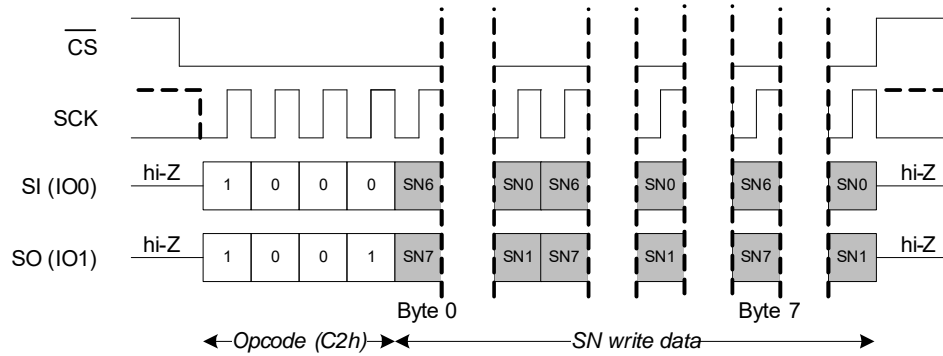 CS
SCK
SI (IO0) hi-Z 1 0 0 0 SN6 SN0 SN6 SN0 SN6 SN0 hi-Z
SO (IO1) hi-Z 1 0 0 1 SN7 SN1 SN7 SN1 SN7 SN1 hi-Z
Byte 0 Byte 7
Opcode (C2h) SN write data